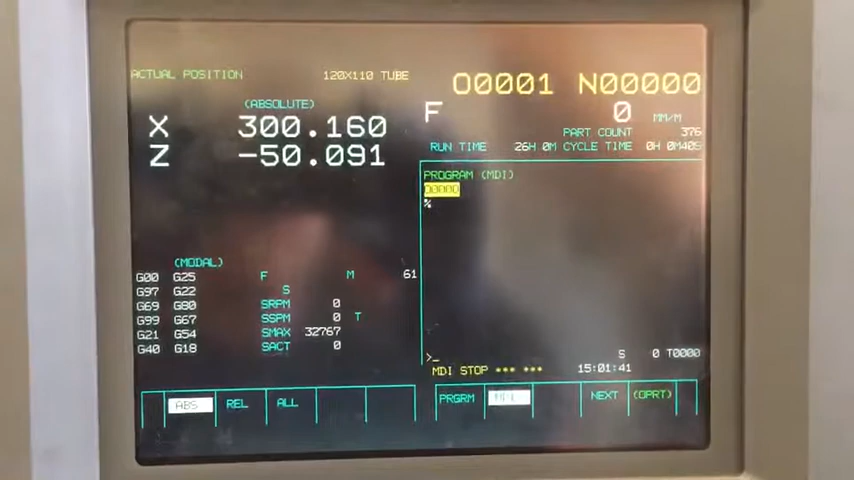 ACTUAL POSITION 120X110 TUBE O0001 N00000
(ABSOLUTE)
X 300.160
Z -50.091
F 0 MM/M
PART COUNT 376
RUN TIME 26H 0M CYCLE TIME 0H 0M40S
PROGRAM (MDI)
O0000
%
(MODAL)
G00 G25 F M 61
G97 G22 S
G69 G80 SRPM 0
G99 G67 SSPM 0 T
G21 G54 SMAX 32767
G40 G18 SACT 0
>_
S 0 T0000
MDI STOP *** *** 15:01:41
ABS REL ALL PRGRM MDI NEXT (OPRT)